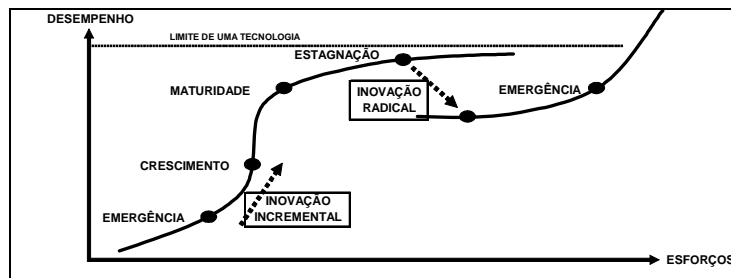 DESEMPENHO
LIMITE DE UMA TECNOLOGIA
ESTAGNAÇÃO
MATURIDADE
INOVAÇÃO
RADICAL
EMERGÊNCIA
CRESCIMENTO
INOVAÇÃO
INCREMENTAL
EMERGÊNCIA
ESFORÇOS